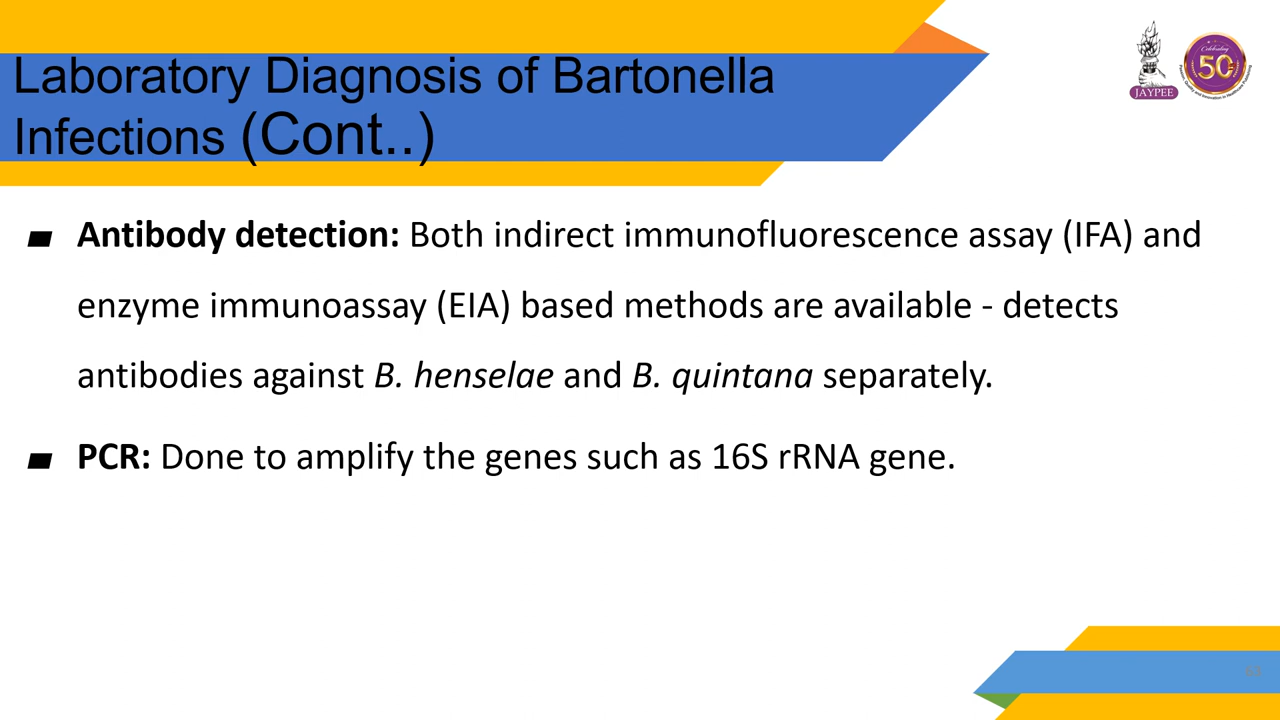 Laboratory Diagnosis of Bartonella
Infections (Cont..)
JAYPEE
Celebrating
50
▰ Antibody detection: Both indirect immunofluorescence assay (IFA) and
enzyme immunoassay (EIA) based methods are available - detects
antibodies against B. henselae and B. quintana separately.
▰ PCR: Done to amplify the genes such as 16S rRNA gene.